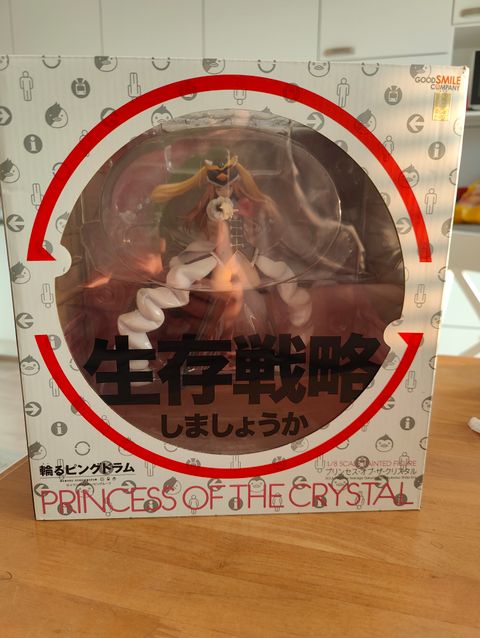 GOODSMILE
COMPANY
生存戦略
しましょうか
輪るピングドラム
1/8 SCALE PAINTED FIGURE
プリンセス・オブ・ザ・クリスタル
PRINCESS OF THE CRYSTAL